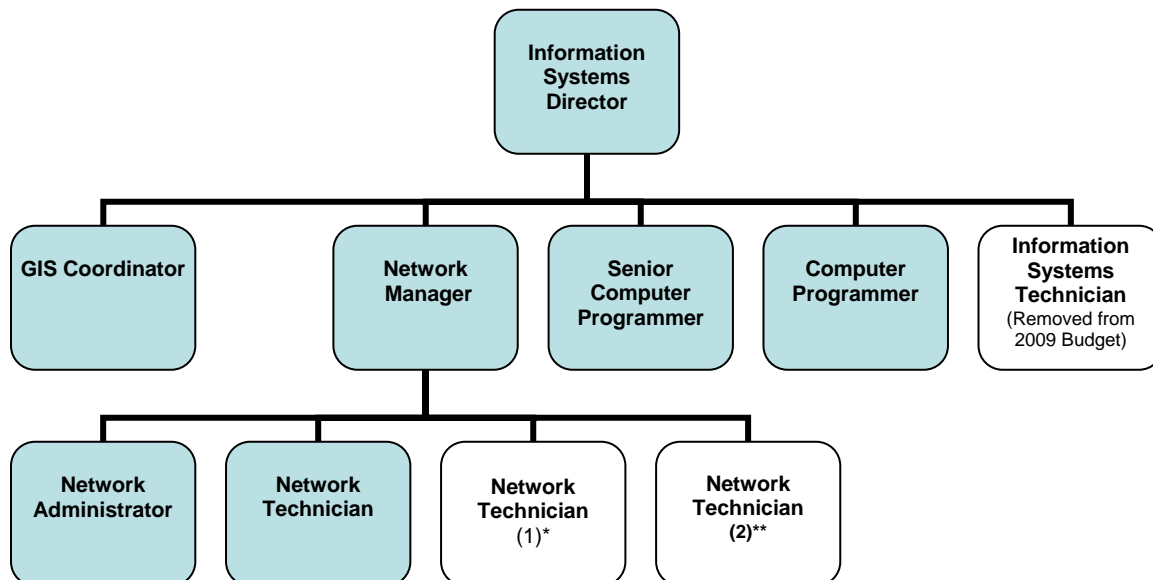 Information
Systems
Director
GIS Coordinator
Network
Manager
Senior
Computer
Programmer
Computer
Programmer
Information
Systems
Technician
(Removed from
2009 Budget)
Network
Administrator
Network
Technician
Network
Technician
(1)*
Network
Technician
(2)**